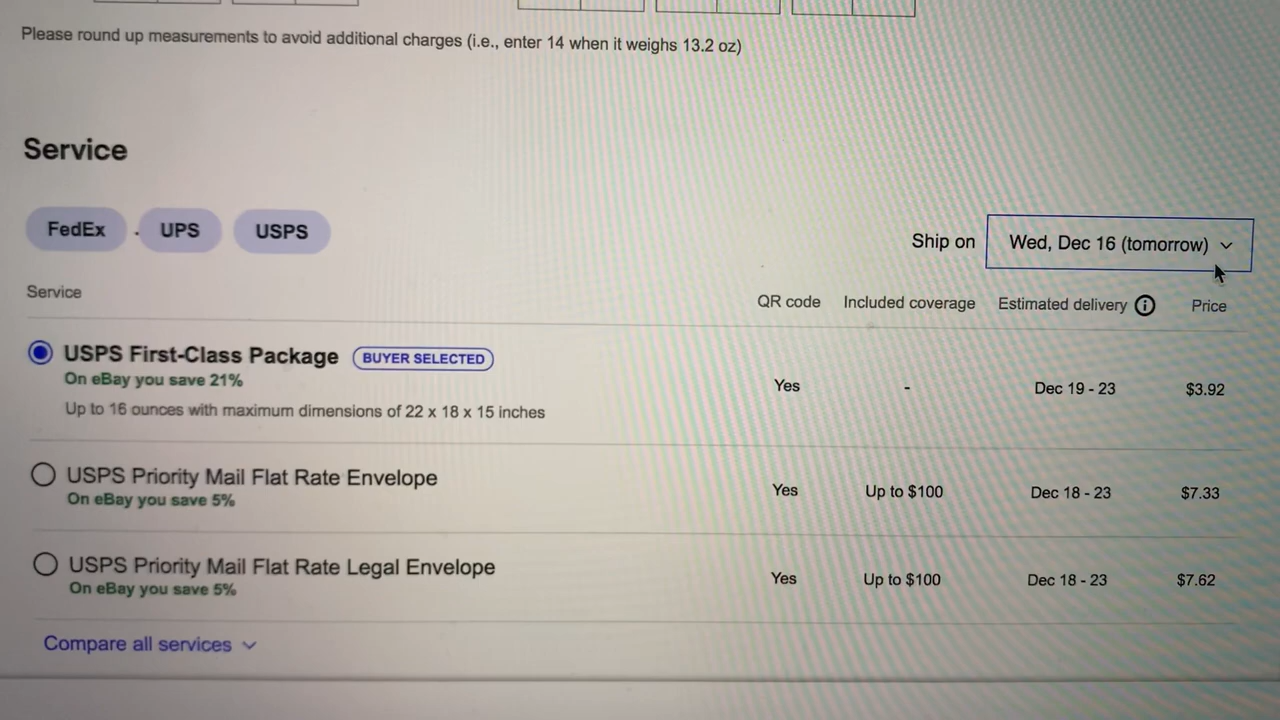 Please round up measurements to avoid additional charges (i.e., enter 14 when it weighs 13.2 oz)
Service
FedEx UPS USPS
Ship on Wed, Dec 16 (tomorrow)
Service QR code Included coverage Estimated delivery Price
USPS First-Class Package BUYER SELECTED
On eBay you save 21%
Up to 16 ounces with maximum dimensions of 22 x 18 x 15 inches
Yes - Dec 19 - 23 $3.92
USPS Priority Mail Flat Rate Envelope
On eBay you save 5%
Yes Up to $100 Dec 18 - 23 $7.33
USPS Priority Mail Flat Rate Legal Envelope
On eBay you save 5%
Yes Up to $100 Dec 18 - 23 $7.62
Compare all services